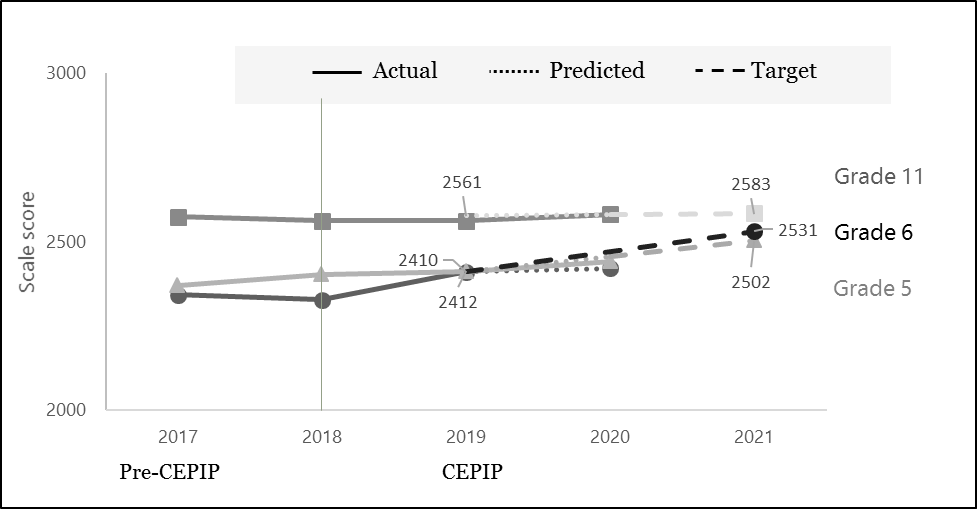 3000
Actual Predicted Target
2500
2000
Scale score
2561
2583
Grade 11
2410
2531
Grade 6
2412
2502
Grade 5
2017 2018 2019 2020 2021
Pre-CEPIP CEPIP